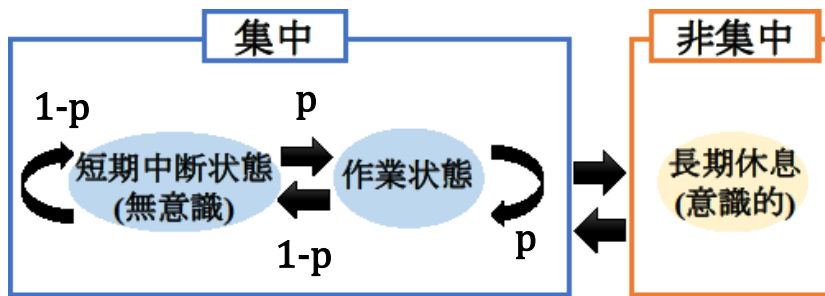 集中
非集中
1-p
p
短期中断状態
(無意識)
作業状態
長期休息
(意識的)
1-p
p